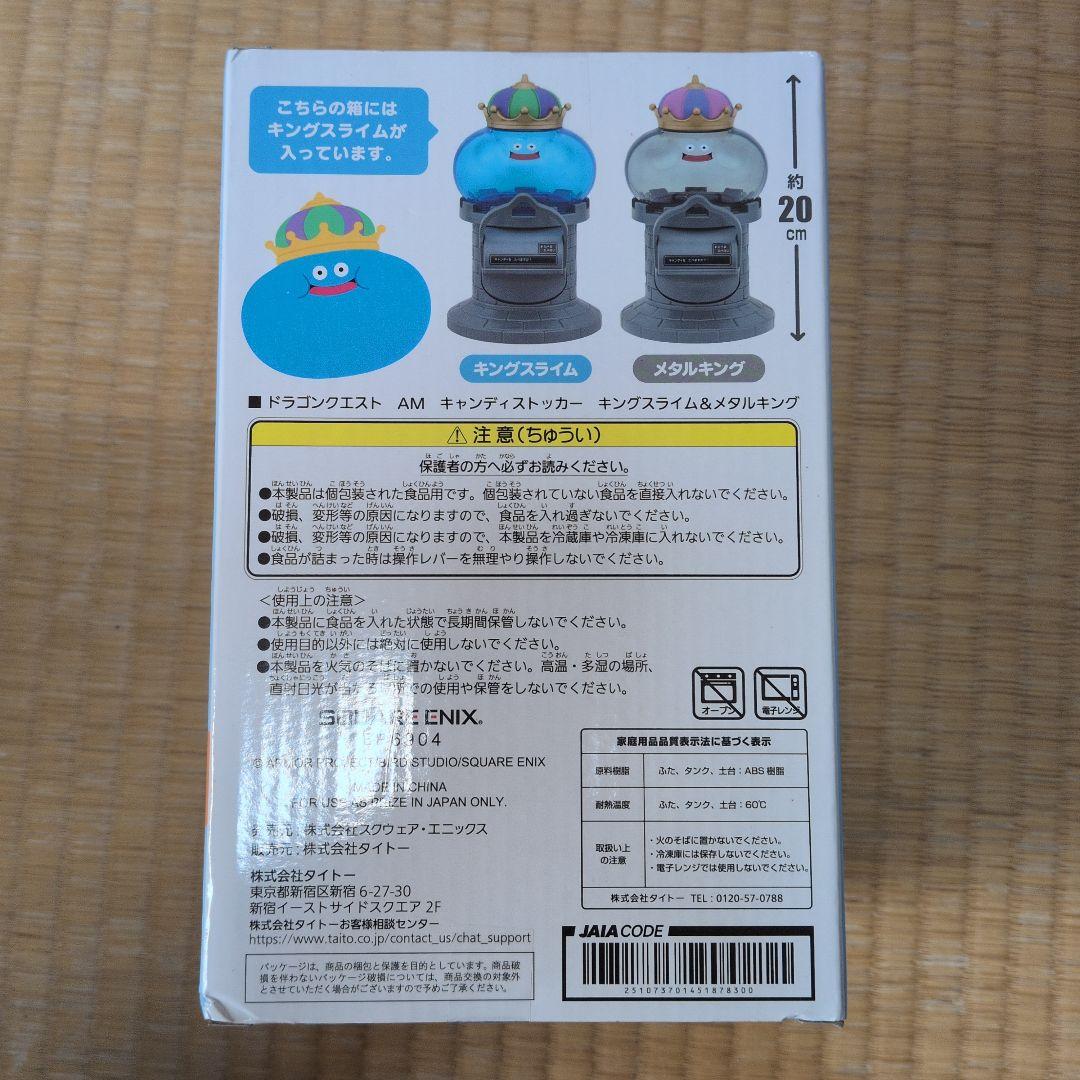 こちらの箱には
キングスライムが
入っています。
約
20
cm
キングスライム
メタルキング
■ ドラゴンクエスト AM キャンディストッカー キングスライム&メタルキング
⚠ 注意(ちゅうい)
保護者の方へ必ずお読みください。
●本製品は個包装された食品用です。個包装されていない食品を直接入れないでください。
●破損、変形等の原因になりますので、食品を入れ過ぎないでください。
●破損、変形等の原因になりますので、本製品を冷蔵庫や冷凍庫に入れないでください。
●食品が詰まった時は操作レバーを無理やり操作しないでください。
<使用上の注意>
●本製品に食品を入れた状態で長期間保管しないでください。
●使用目的以外には絶対に使用しないでください。
●本製品を火気のそばに置かないでください。高温・多湿の場所、
直射日光が当たる場所での使用や保管をしないでください。
オーブン
電子レンジ
SQUARE ENIX®
6904
© ARMOR PROJECT/BIRD STUDIO/SQUARE ENIX
MADE IN CHINA
FOR USE AS PRIZE IN JAPAN ONLY.
発売元:株式会社スクウェア・エニックス
販売元:株式会社タイトー
株式会社タイトー
東京都新宿区新宿 6-27-30
新宿イーストサイドスクエア 2F
株式会社タイトーお客様相談センター
https://www.taito.co.jp/contact_us/chat_support
パッケージは、商品の梱包と保護を目的としています。商品破
損を伴わないパッケージ破損については、商品交換の対象外
とさせていただく場合がございますので予めご了承ください。
家庭用品品質表示法に基づく表示
原料樹脂 ふた、タンク、土台:ABS 樹脂
耐熱温度 ふた、タンク、土台:60℃
取扱い上
の注意
・火のそばに置かないでください。
・冷凍庫には保存しないでください。
・電子レンジでは使用しないでください。
株式会社タイトー TEL:0120-57-0788
JAIA CODE
251073701451878300